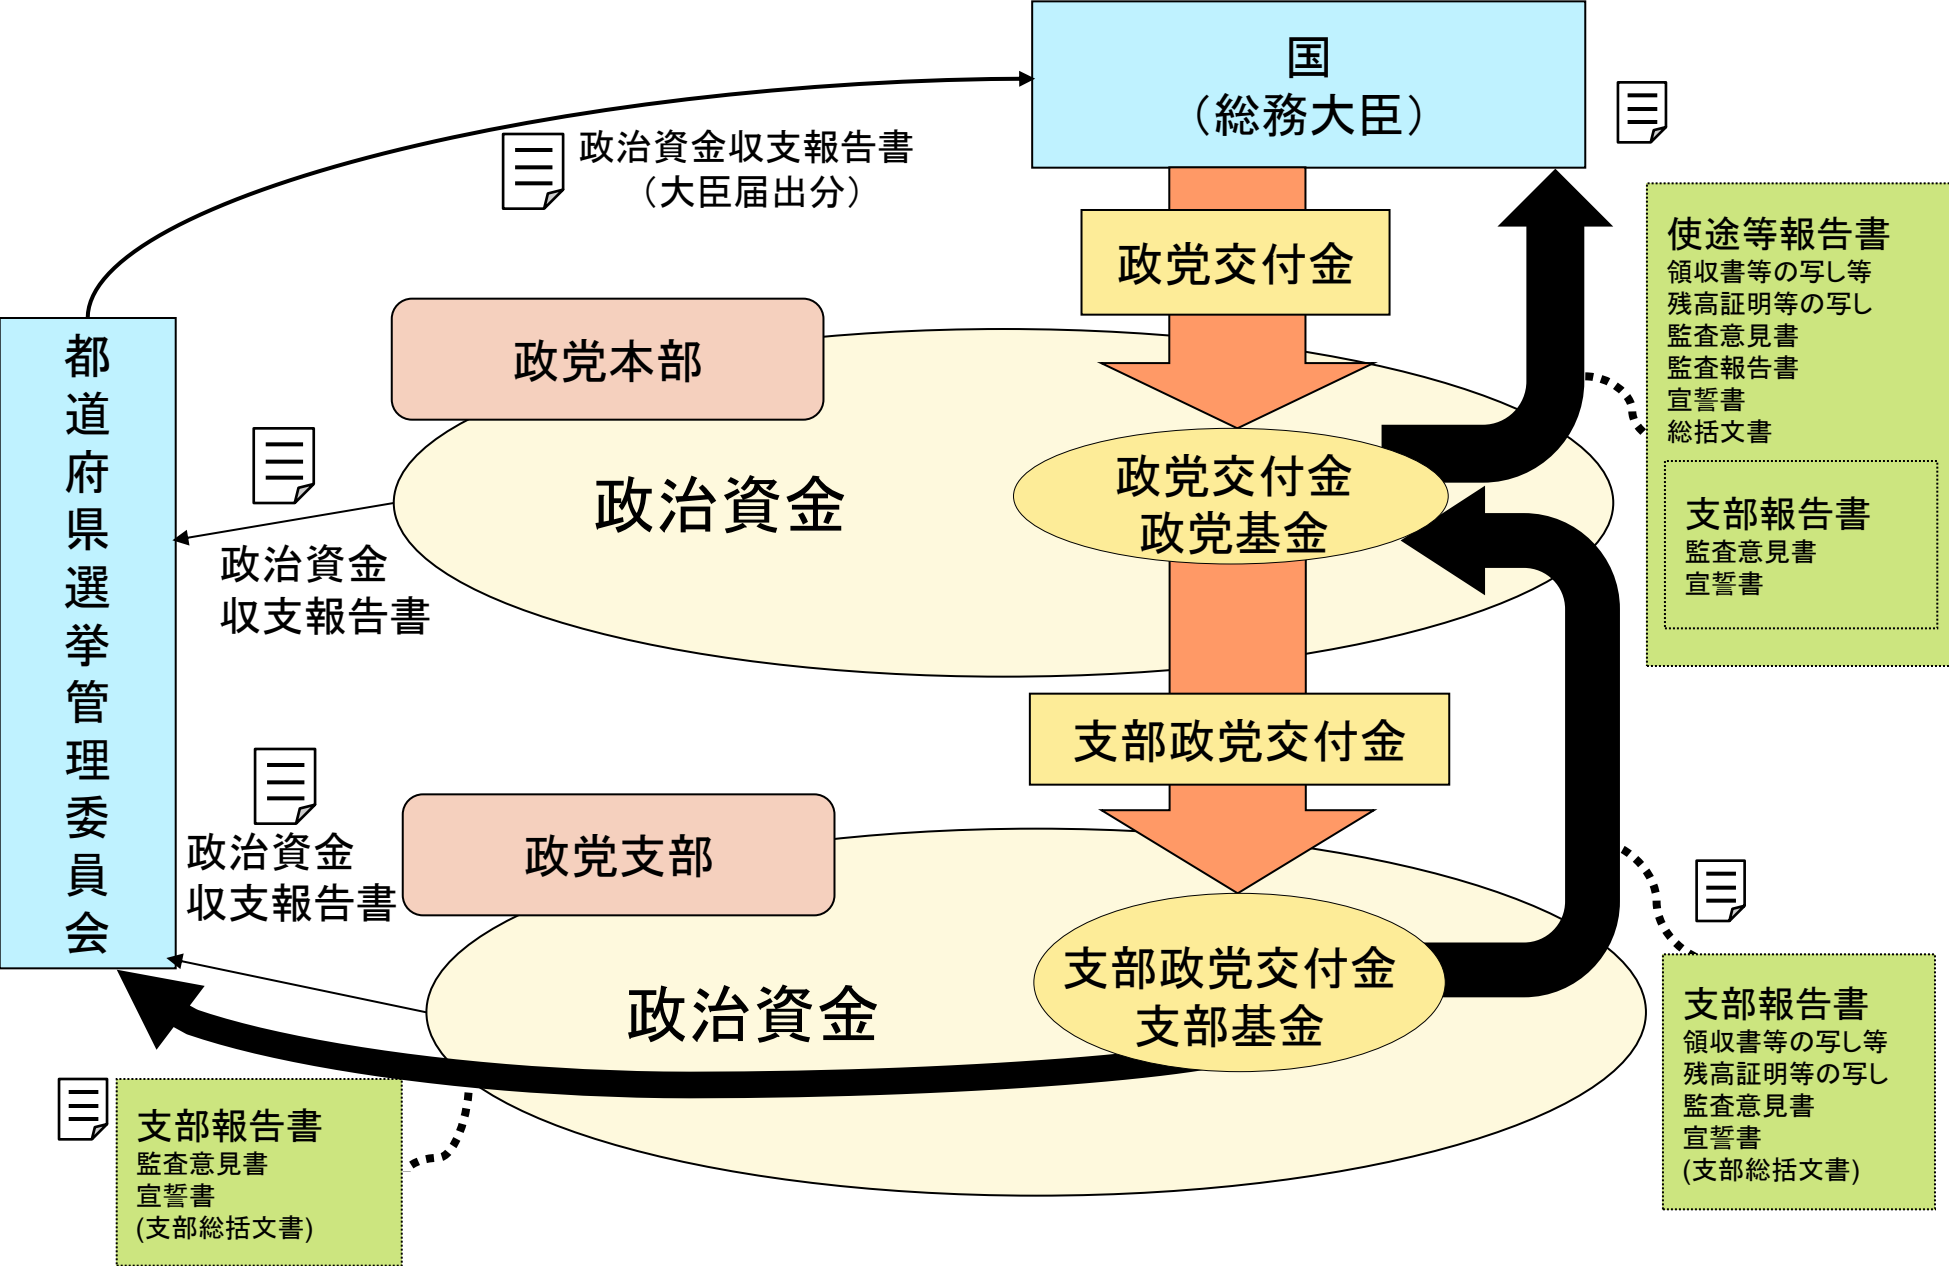 国
（総務大臣）
政治資金収支報告書
（大臣届出分）
政党交付金
使途等報告書
領収書等の写し等
残高証明等の写し
監査意見書
監査報告書
宣誓書
総括文書
支部報告書
監査意見書
宣誓書
都道府県選挙管理委員会
政党本部
政治資金
政党交付金
政党基金
政治資金
収支報告書
支部政党交付金
政党支部
政治資金
収支報告書
政治資金
支部政党交付金
支部基金
支部報告書
領収書等の写し等
残高証明等の写し
監査意見書
宣誓書
(支部総括文書)
支部報告書
監査意見書
宣誓書
(支部総括文書)